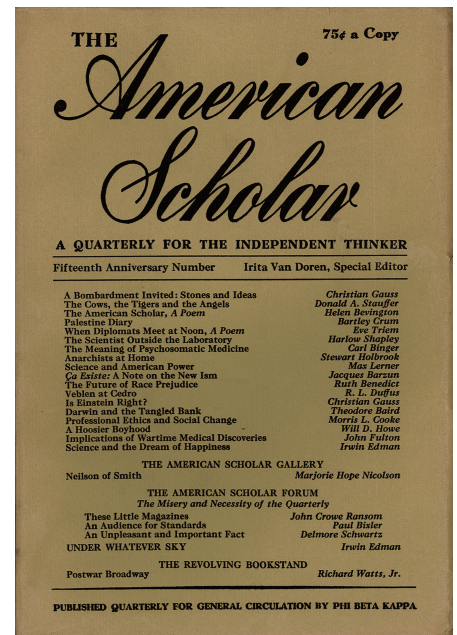 THE
75¢ a Copy
American
Scholar
A QUARTERLY FOR THE INDEPENDENT THINKER
Fifteenth Anniversary Number Irita Van Doren, Special Editor
A Bombardment Invited: Stones and Ideas Christian Gauss
The Cows, the Tigers and the Angels Donald A. Stauffer
The American Scholar, A Poem Helen Bevington
Palestine Diary Bartley Crum
When Diplomats Meet at Noon, A Poem Eve Triem
The Scientist Outside the Laboratory Harlow Shapley
The Meaning of Psychosomatic Medicine Carl Binger
Anarchists at Home Stewart Holbrook
Science and American Power Max Lerner
Ça Existe: A Note on the New Ism Jacques Barzun
The Future of Race Prejudice Ruth Benedict
Veblen at Cedro R. L. Duffus
Is Einstein Right? Christian Gauss
Darwin and the Tangled Bank Theodore Baird
Professional Ethics and Social Change Morris L. Cooke
A Hoosier Boyhood Will D. Howe
Implications of Wartime Medical Discoveries John Fulton
Science and the Dream of Happiness Irwin Edman
THE AMERICAN SCHOLAR GALLERY
Neilson of Smith Marjorie Hope Nicolson
THE AMERICAN SCHOLAR FORUM
The Misery and Necessity of the Quarterly
These Little Magazines John Crowe Ransom
An Audience for Standards Paul Bixler
An Unpleasant and Important Fact Delmore Schwartz
UNDER WHATEVER SKY Irwin Edman
THE REVOLVING BOOKSTAND
Postwar Broadway Richard Watts, Jr.
PUBLISHED QUARTERLY FOR GENERAL CIRCULATION BY PHI BETA KAPPA